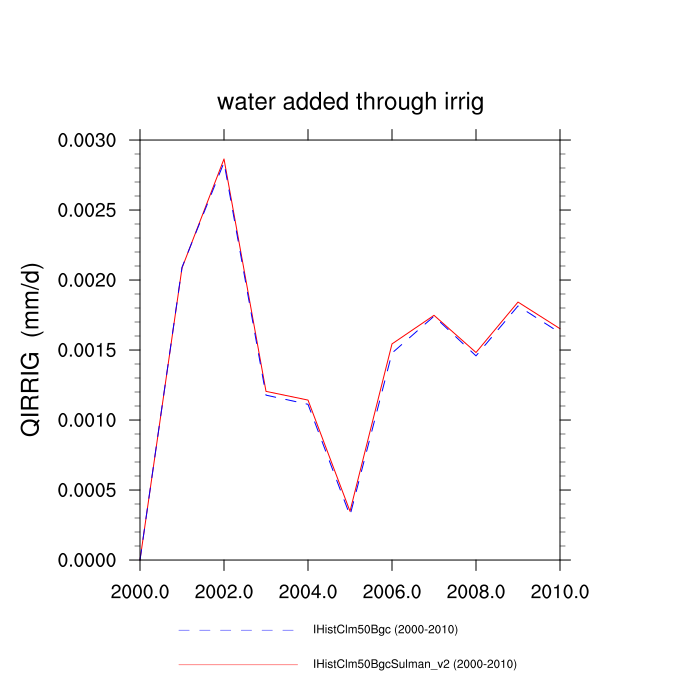 water added through irrig
QIRRIG (mm/d)
0.0030
0.0025
0.0020
0.0015
0.0010
0.0005
0.0000
2000.0 2002.0 2004.0 2006.0 2008.0 2010.0
IHistClm50Bgc (2000-2010)
IHistClm50BgcSulman_v2 (2000-2010)